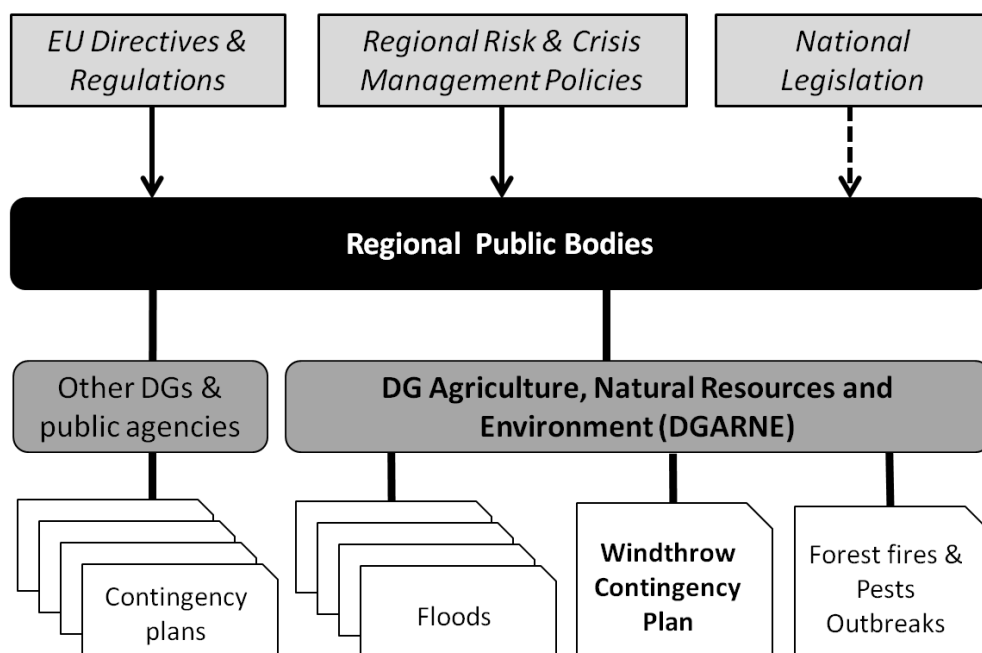 EU Directives &
Regulations
Regional Risk & Crisis
Management Policies
National
Legislation
Regional Public Bodies
Other DGs &
public agencies
DG Agriculture, Natural Resources and
Environment (DGARNE)
Contingency
plans
Floods
Windthrow
Contingency
Plan
Forest fires &
Pests
Outbreaks